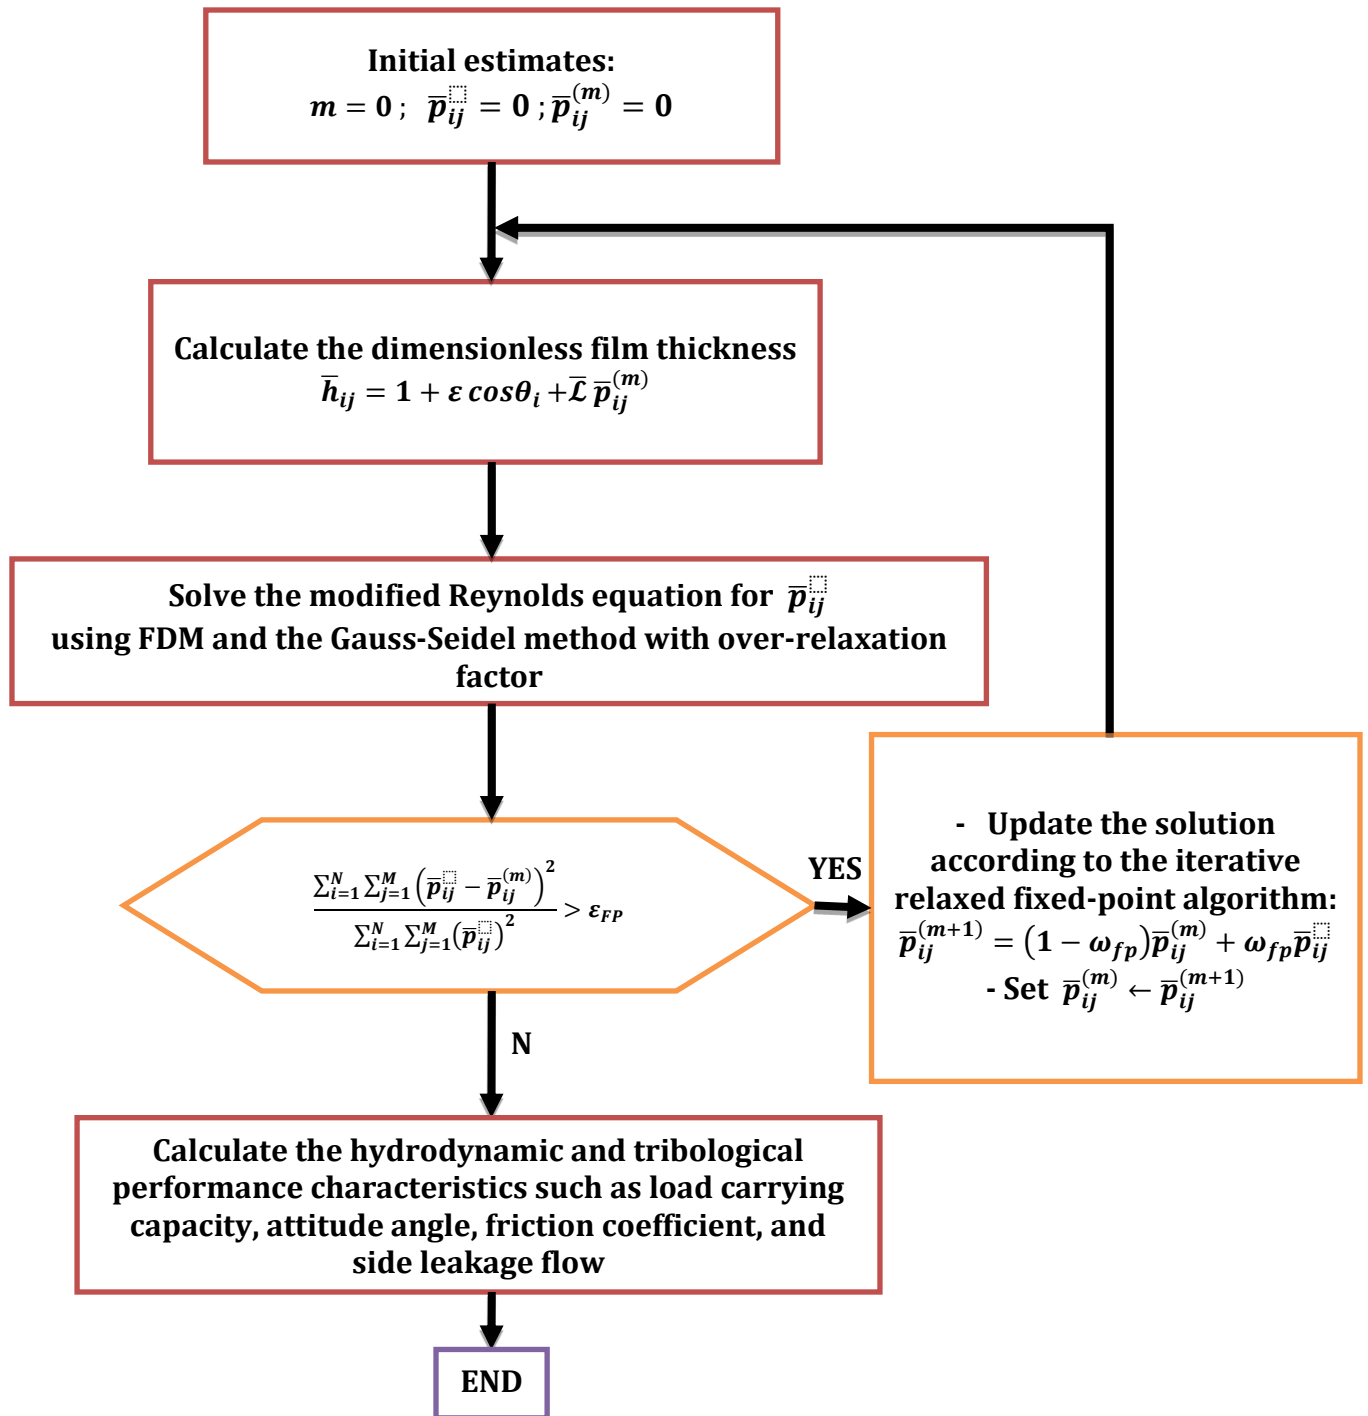 Initial estimates:
m = 0 ; p̅ᵢⱼ⬚ = 0 ; p̅ᵢⱼ⁽ᵐ⁾ = 0
Calculate the dimensionless film thickness
h̅ᵢⱼ = 1 + ε cosθᵢ + ℒ̅ p̅ᵢⱼ⁽ᵐ⁾
Solve the modified Reynolds equation for p̅ᵢⱼ⬚
using FDM and the Gauss-Seidel method with over-relaxation
factor
∑ᵢ₌₁ᴺ ∑ⱼ₌₁ᴹ (p̅ᵢⱼ⬚ − p̅ᵢⱼ⁽ᵐ⁾)² / ∑ᵢ₌₁ᴺ ∑ⱼ₌₁ᴹ (p̅ᵢⱼ⬚)² > ε_FP
YES
- Update the solution
according to the iterative
relaxed fixed-point algorithm:
p̅ᵢⱼ⁽ᵐ⁺¹⁾ = (1 − ω_fp)p̅ᵢⱼ⁽ᵐ⁾ + ω_fp p̅ᵢⱼ⬚
- Set p̅ᵢⱼ⁽ᵐ⁾ ← p̅ᵢⱼ⁽ᵐ⁺¹⁾
N
Calculate the hydrodynamic and tribological
performance characteristics such as load carrying
capacity, attitude angle, friction coefficient, and
side leakage flow
END